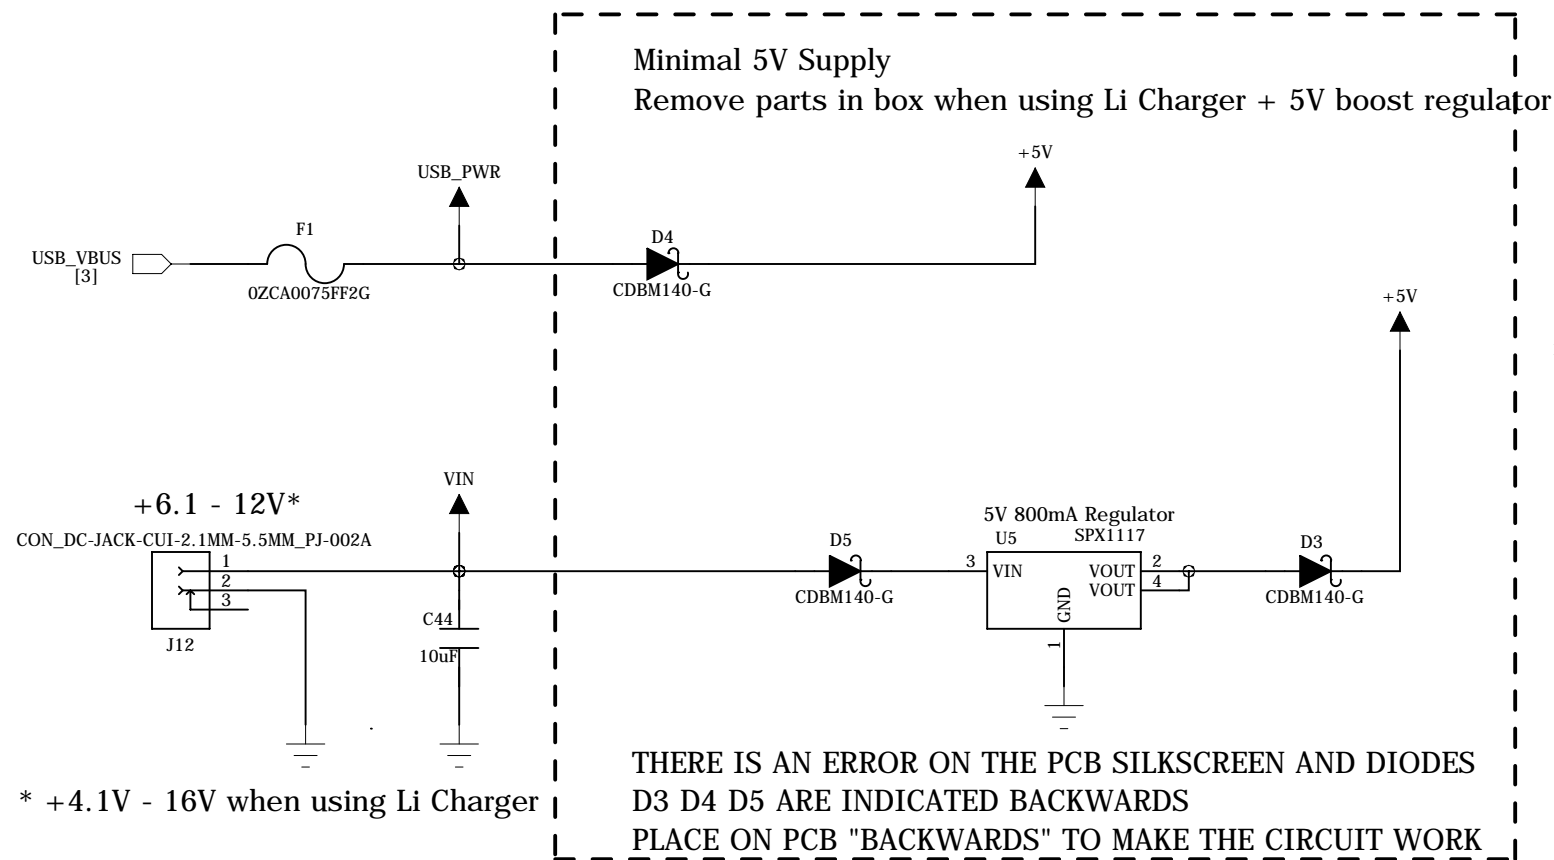 Minimal 5V Supply
Remove parts in box when using Li Charger + 5V boost regulator
+5V
USB_PWR
F1
D4
USB_VBUS
[3]
0ZCA0075FF2G
CDBM140-G
+5V
VIN
+6.1 - 12V*
CON_DC-JACK-CUI-2.1MM-5.5MM_PJ-002A
1
2
3
J12
C44
10uF
D5
CDBM140-G
5V 800mA Regulator
U5
SPX1117
3
VIN
VOUT
2
VOUT
4
GND
1
D3
CDBM140-G
* +4.1V - 16V when using Li Charger
THERE IS AN ERROR ON THE PCB SILKSCREEN AND DIODES
D3 D4 D5 ARE INDICATED BACKWARDS
PLACE ON PCB "BACKWARDS" TO MAKE THE CIRCUIT WORK